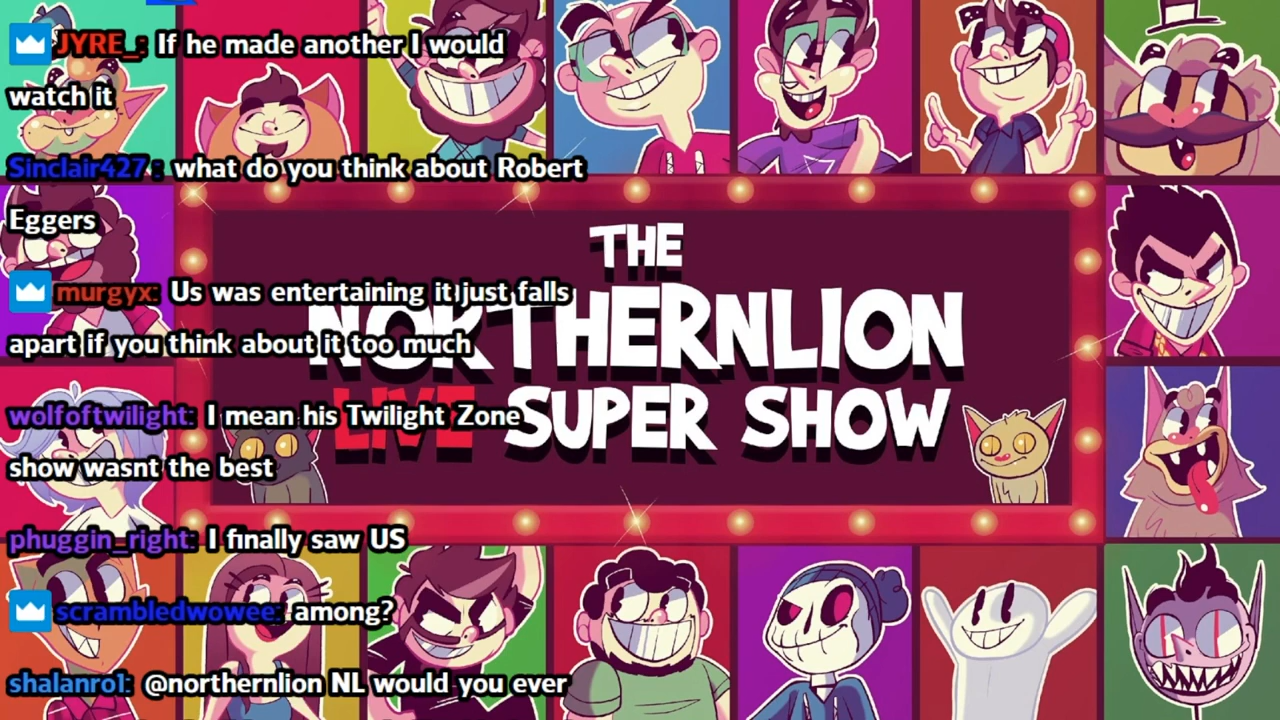 JYRE_: If he made another I would
watch it
Sinclair427 : what do you think about Robert
Eggers
murgyx: Us was entertaining it just falls
apart if you think about it too much
wolfoftwilight: I mean his Twilight Zone
show wasnt the best
phuggin_right: I finally saw US
scrambledwowee: among?
shalanro1: @northernlion NL would you ever
THE
NORTHERNLION
LIVE SUPER SHOW